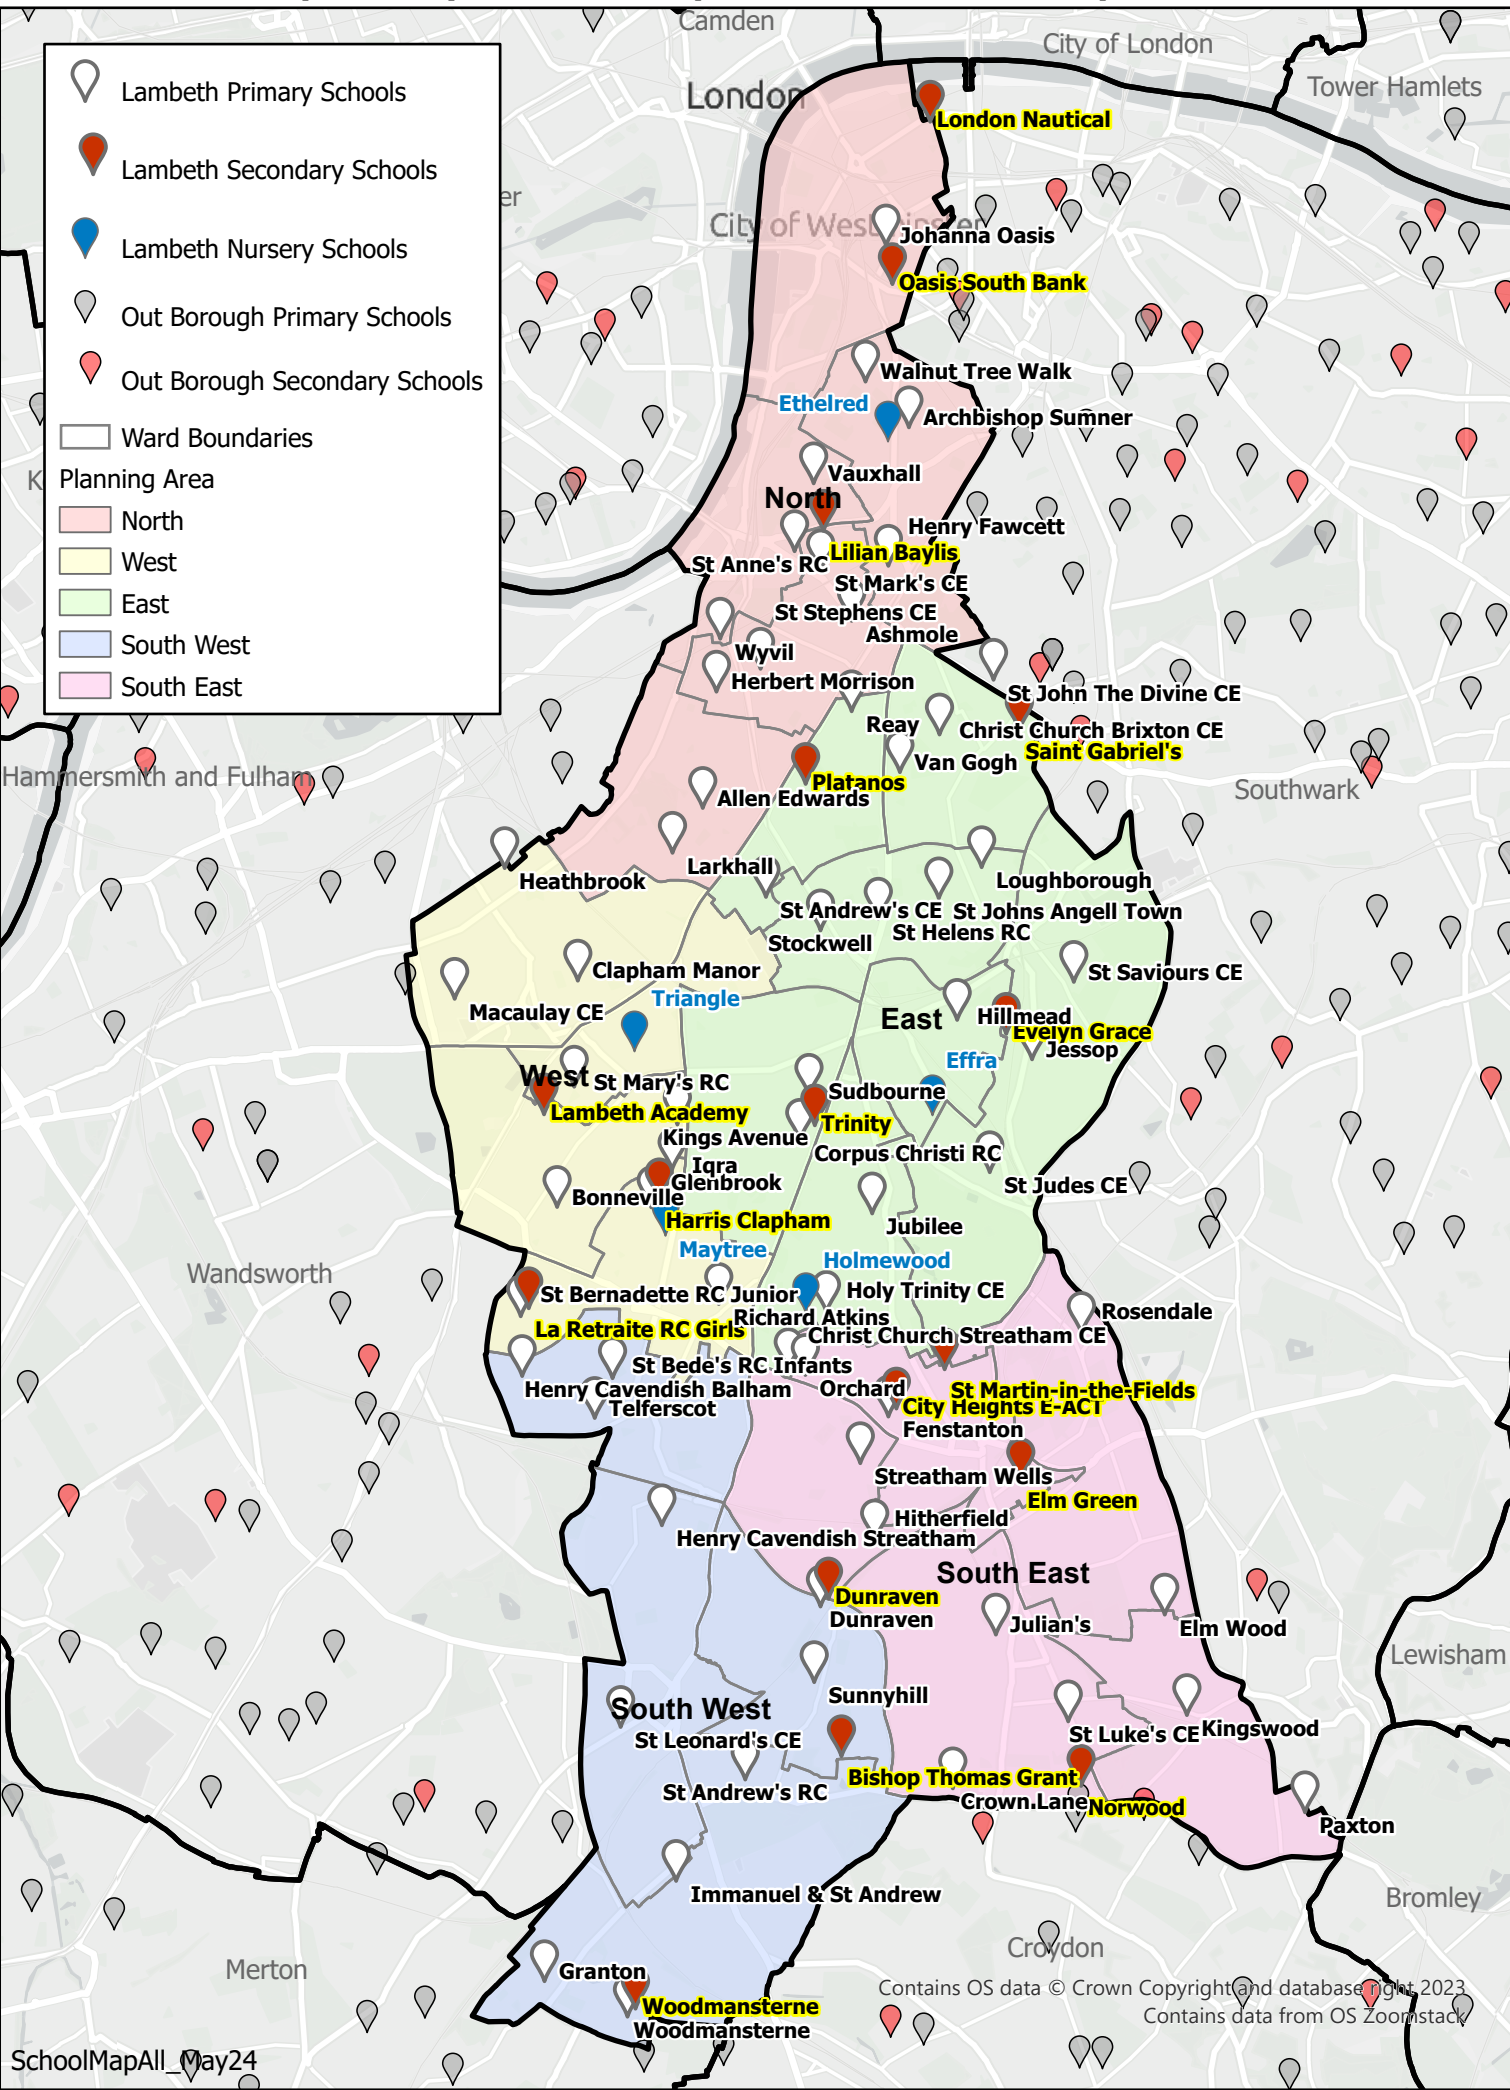 Camden
City of London
Tower Hamlets
London
er
City of Westminster
Lambeth Primary Schools
Lambeth Secondary Schools
Lambeth Nursery Schools
Out Borough Primary Schools
Out Borough Secondary Schools
Ward Boundaries
K
Planning Area
North
West
East
South West
South East
London Nautical
Johanna Oasis
Oasis South Bank
Walnut Tree Walk
Ethelred
Archbishop Sumner
Vauxhall
North
Henry Fawcett
Lilian Baylis
St Anne's RC
St Mark's CE
St Stephens CE
Ashmole
Wyvil
Herbert Morrison
St John The Divine CE
Reay
Christ Church Brixton CE
Saint Gabriel's
Van Gogh
Hammersmith and Fulham
Platanos
Allen Edwards
Southwark
Larkhall
Heathbrook
Loughborough
St Andrew's CE
St Johns Angell Town
St Helens RC
Stockwell
Clapham Manor
St Saviours CE
Triangle
Macaulay CE
East
Hillmead
Evelyn Grace
Jessop
Effra
West
St Mary's RC
Sudbourne
Lambeth Academy
Trinity
Kings Avenue
Corpus Christi RC
Iqra
Glenbrook
St Judes CE
Bonneville
Harris Clapham
Jubilee
Maytree
Holmewood
Wandsworth
St Bernadette RC Junior
Holy Trinity CE
Rosendale
Richard Atkins
La Retraite RC Girls
Christ Church Streatham CE
St Bede's RC Infants
Henry Cavendish Balham
Orchard
St Martin-in-the-Fields
Telferscot
City Heights E-ACT
Fenstanton
Streatham Wells
Elm Green
Hitherfield
Henry Cavendish Streatham
South East
Dunraven
Dunraven
Julian's
Elm Wood
Lewisham
Sunnyhill
South West
St Leonard's CE
St Luke's CE
Kingswood
St Andrew's RC
Bishop Thomas Grant
Crown Lane
Norwood
Paxton
Immanuel & St Andrew
Bromley
Croydon
Merton
Granton
Contains OS data © Crown Copyright and database right 2023
Woodmansterne
Contains data from OS Zoomstack
Woodmansterne
SchoolMapAll_May24